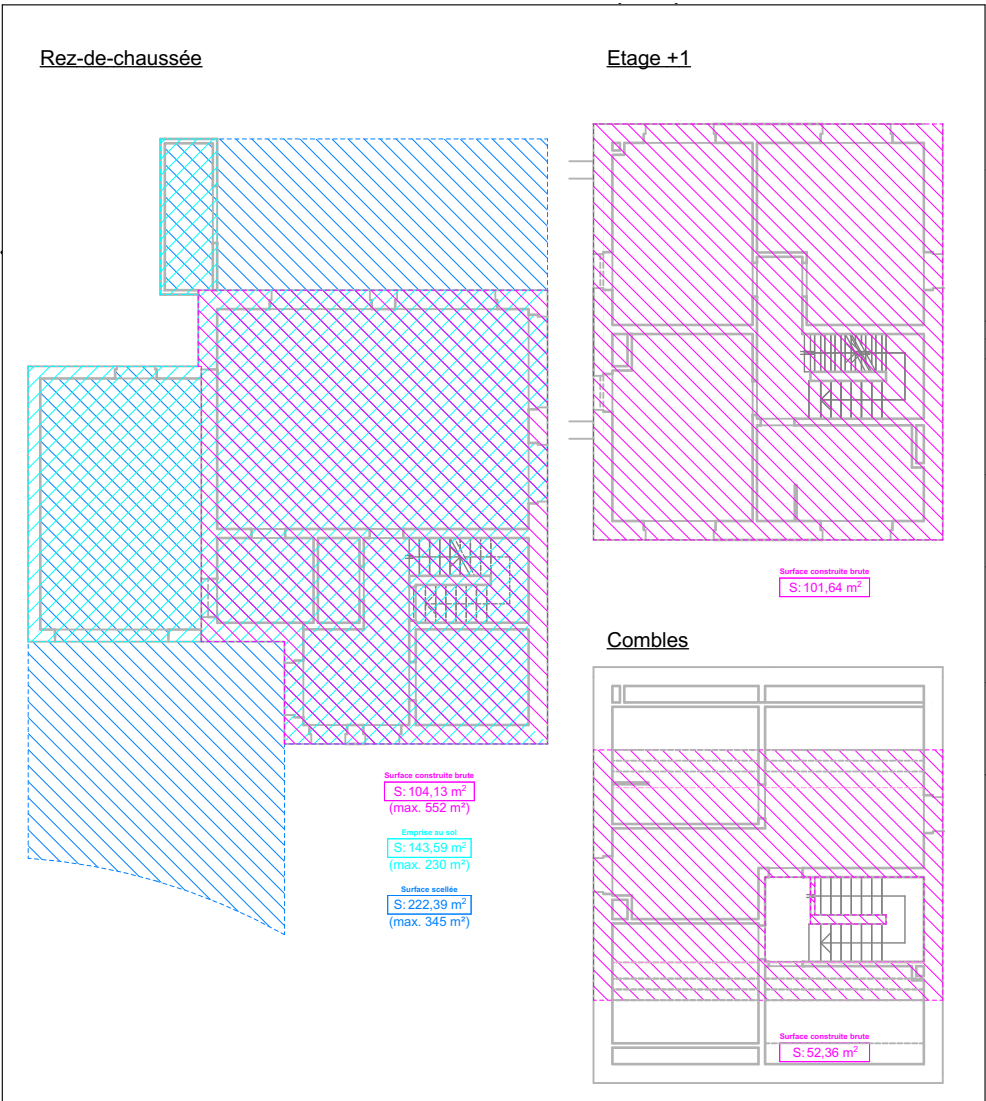 Rez-de-chaussée
Surface construite brute
S: 104,13 m²
(max. 552 m²)
Emprise au sol
S: 143,59 m²
(max. 230 m²)
Surface scellée
S: 222,39 m²
(max. 345 m²)
Etage +1
Surface construite brute
S: 101,64 m²
Combles
Surface construite brute
S: 52,36 m²